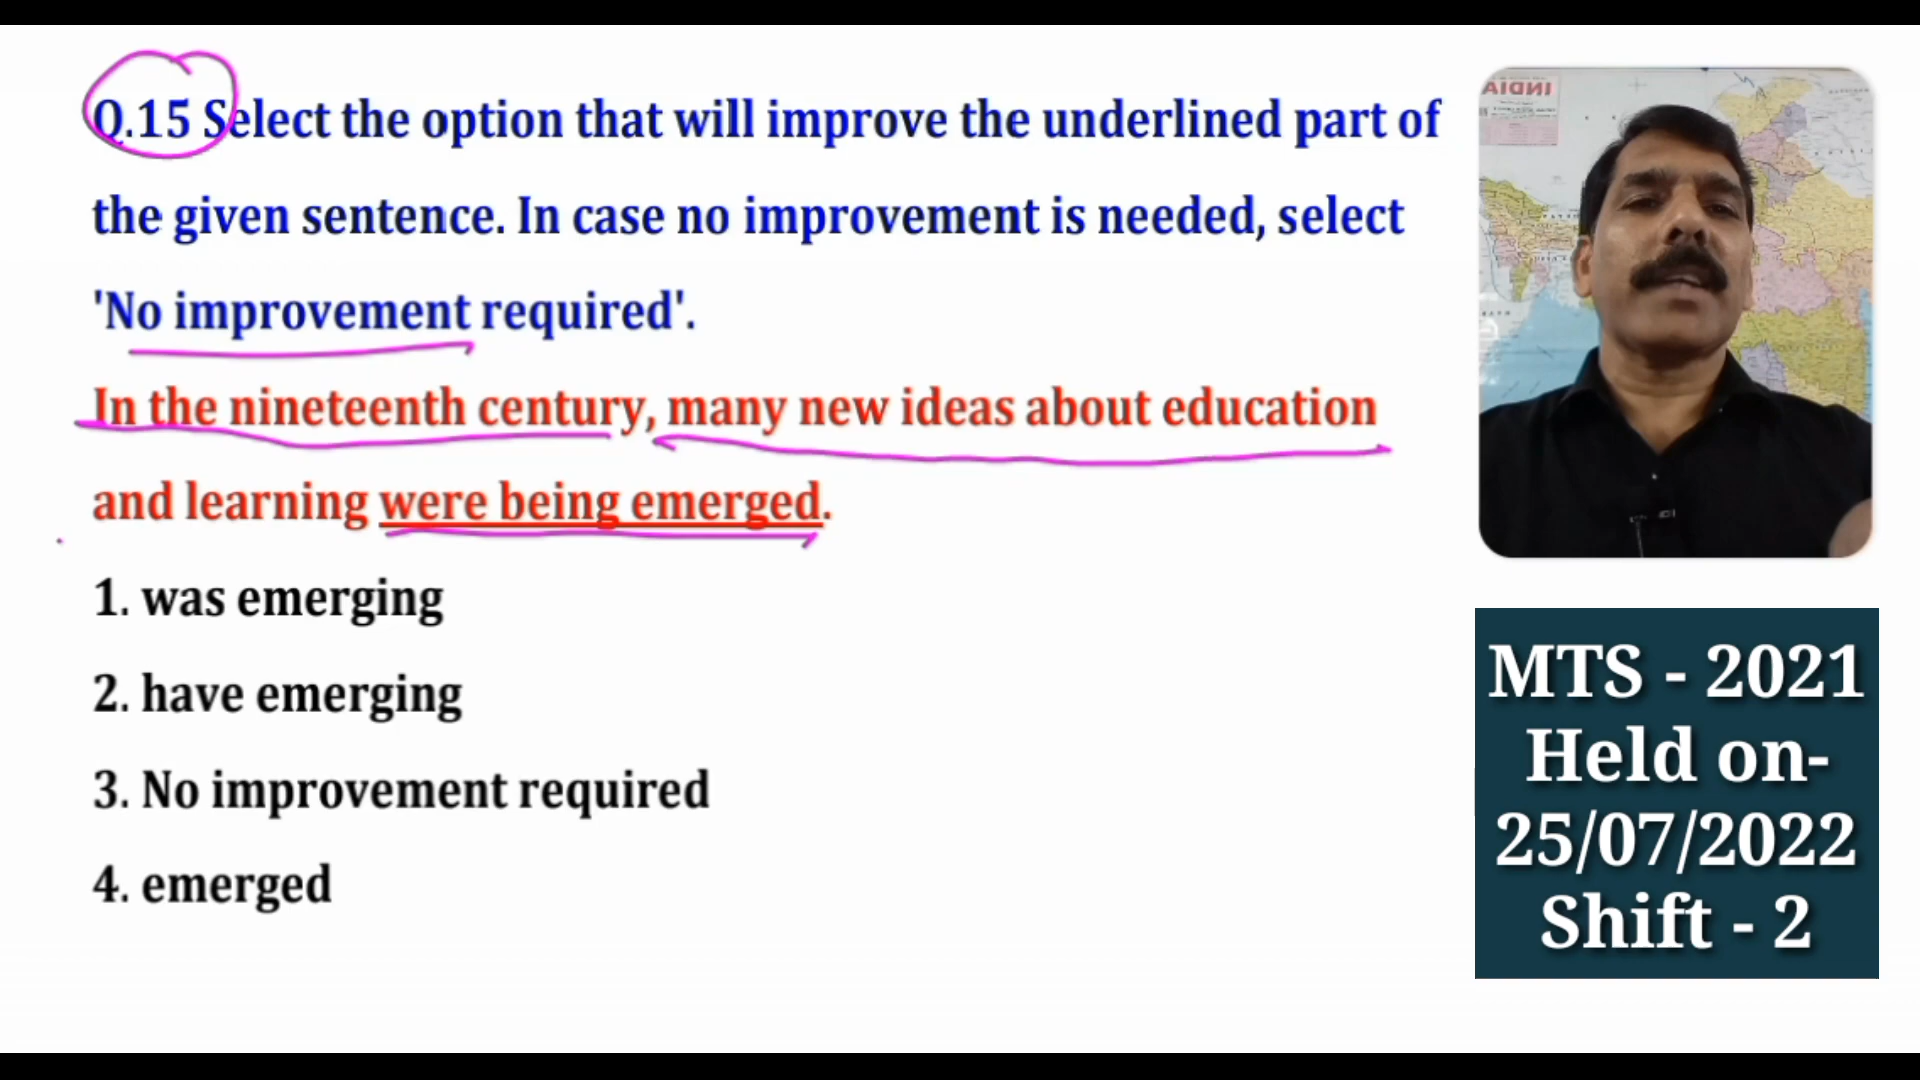 Q.15 Select the option that will improve the underlined part of
the given sentence. In case no improvement is needed, select
'No improvement required'.
In the nineteenth century, many new ideas about education
and learning were being emerged.
1. was emerging
2. have emerging
3. No improvement required
4. emerged
INDIA
MTS - 2021
Held on-
25/07/2022
Shift - 2